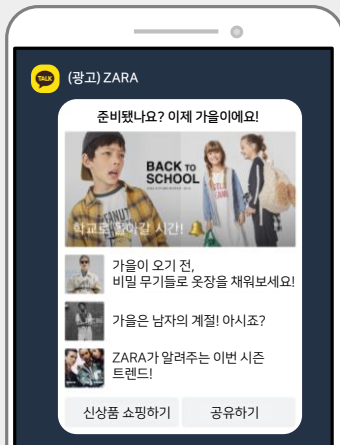 TALK
(광고) ZARA
준비됐나요? 이제 가을이에요!
BACK TO
SCHOOL
학교로 돌아갈 시간!
가을이 오기 전,
비밀 무기들로 옷장을 채워보세요!
가을은 남자의 계절! 아시죠?
ZARA가 알려주는 이번 시즌
트렌드!
신상품 쇼핑하기
공유하기